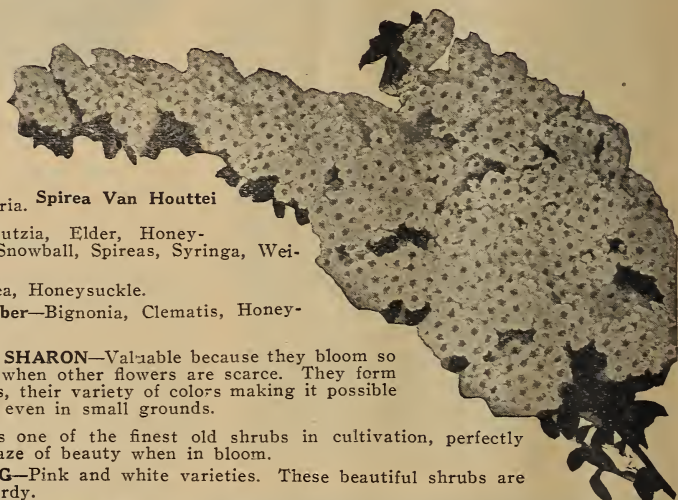 ria. Spirea Van Houttei
utzia, Elder, Honey-
Snowball, Spireas, Syringa, Wei-
ea, Honeysuckle.
ber—Bignonia, Clematis, Honey-
SHARON—Valuable because they bloom so
when other flowers are scarce. They form
s, their variety of colors making it possible
even in small grounds.
s one of the finest old shrubs in cultivation, perfectly
aze of beauty when in bloom.
G—Pink and white varieties. These beautiful shrubs are
rdy.